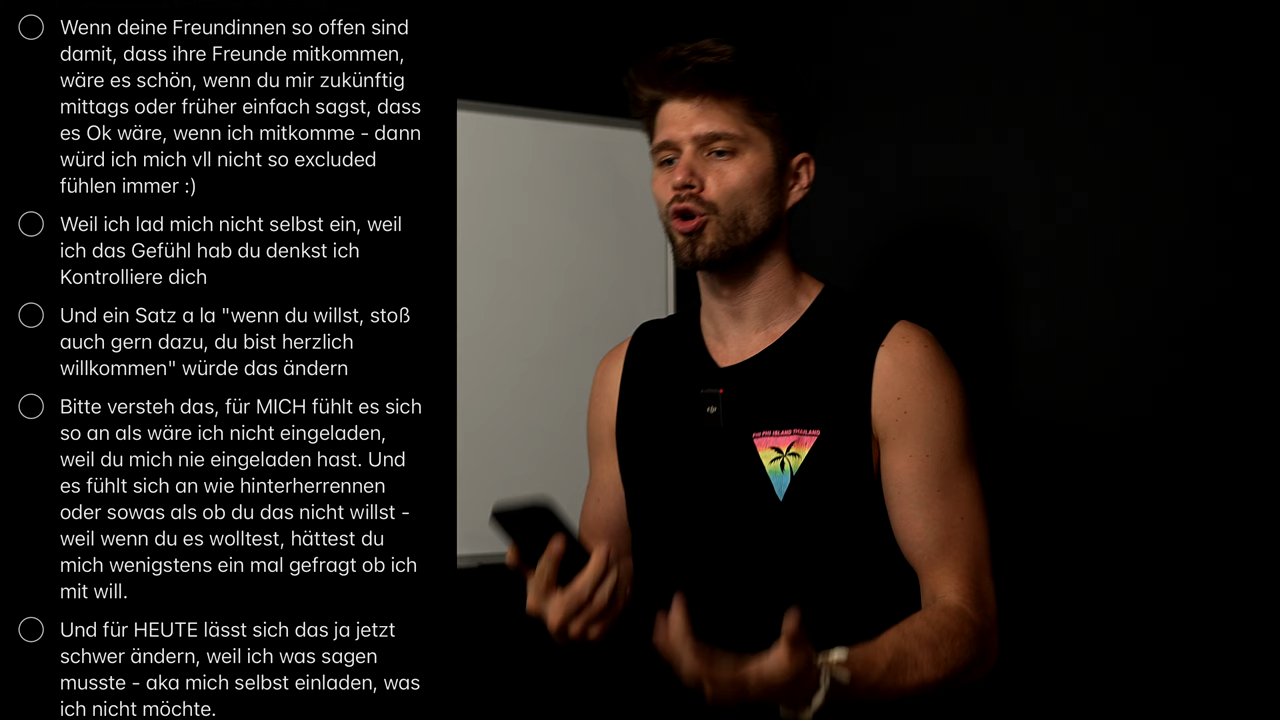 Wenn deine Freundinnen so offen sind
damit, dass ihre Freunde mitkommen,
wäre es schön, wenn du mir zukünftig
mittags oder früher einfach sagst, dass
es Ok wäre, wenn ich mitkomme - dann
würd ich mich vll nicht so excluded
fühlen immer :)
Weil ich lad mich nicht selbst ein, weil
ich das Gefühl hab du denkst ich
Kontrolliere dich
Und ein Satz a la "wenn du willst, stoß
auch gern dazu, du bist herzlich
willkommen" würde das ändern
Bitte versteh das, für MICH fühlt es sich
so an als wäre ich nicht eingeladen,
weil du mich nie eingeladen hast. Und
es fühlt sich an wie hinterherrennen
oder sowas als ob du das nicht willst -
weil wenn du es wolltest, hättest du
mich wenigstens ein mal gefragt ob ich
mit will.
Und für HEUTE lässt sich das ja jetzt
schwer ändern, weil ich was sagen
musste - aka mich selbst einladen, was
ich nicht möchte.
PHI PHI ISLAND THAILAND
dji